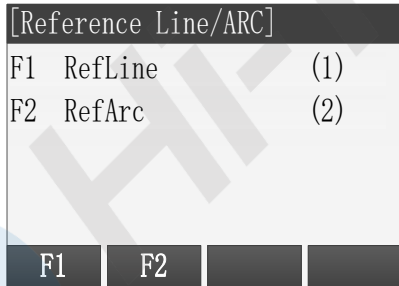 [Reference Line/ARC]
F1 RefLine (1)
F2 RefArc (2)
F1 F2